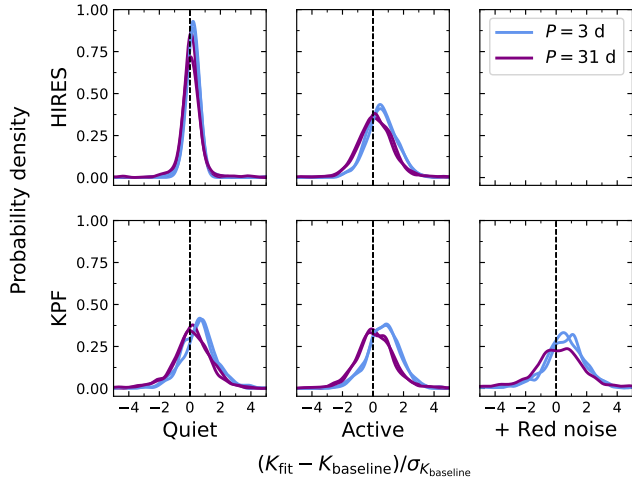 1.00
0.75
0.50
0.25
0.00
HIRES
P = 3 d
P = 31 d
Probability density
1.00
0.75
0.50
0.25
0.00
KPF
−4 −2 0 2 4
−4 −2 0 2 4
−4 −2 0 2 4
Quiet
Active
+ Red noise
(K_fit − K_baseline)/σ_K_baseline